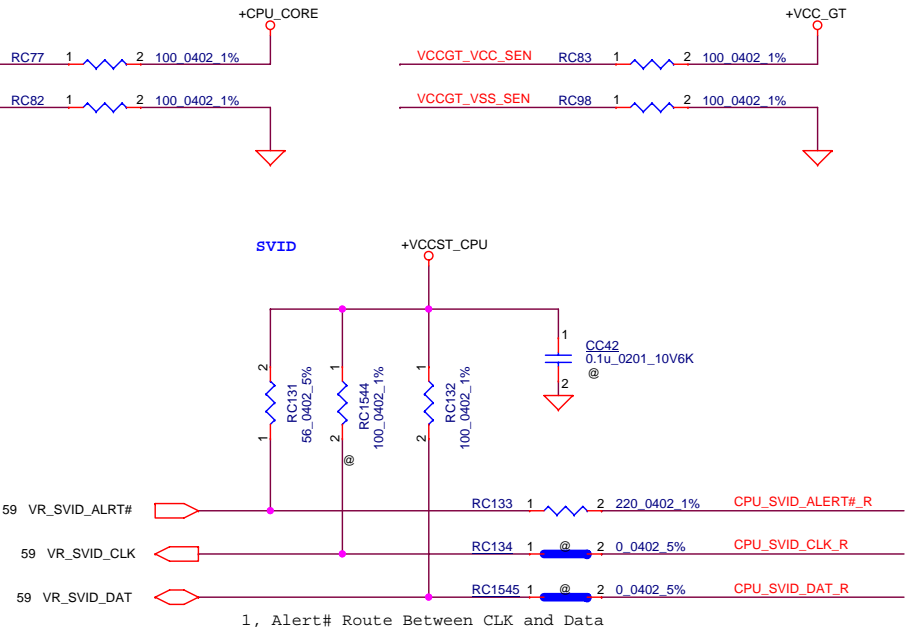 +CPU_CORE
+VCC_GT
RC77 1 2 100_0402_1%
VCCGT_VCC_SEN RC83 1 2 100_0402_1%
RC82 1 2 100_0402_1%
VCCGT_VSS_SEN RC98 1 2 100_0402_1%
SVID
+VCCST_CPU
2 RC131 56_0402_5% 1
1 RC1544 100_0402_1% 2 @
1 RC132 100_0402_1% 2
1 CC42
0.1u_0201_10V6K
@
2
59 VR_SVID_ALRT# RC133 1 2 220_0402_1% CPU_SVID_ALERT#_R
59 VR_SVID_CLK RC134 1 @ 2 0_0402_5% CPU_SVID_CLK_R
59 VR_SVID_DAT RC1545 1 @ 2 0_0402_5% CPU_SVID_DAT_R
1, Alert# Route Between CLK and Data